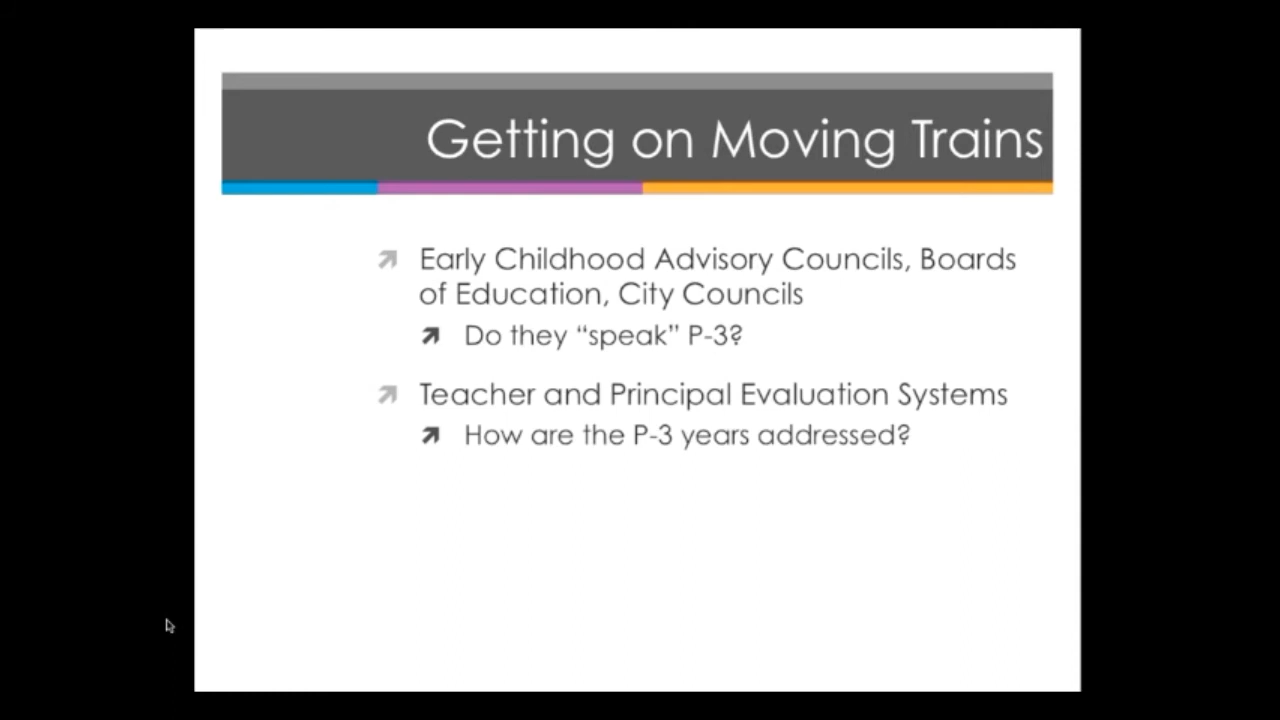 Getting on Moving Trains
Early Childhood Advisory Councils, Boards
of Education, City Councils
Do they “speak” P-3?
Teacher and Principal Evaluation Systems
How are the P-3 years addressed?